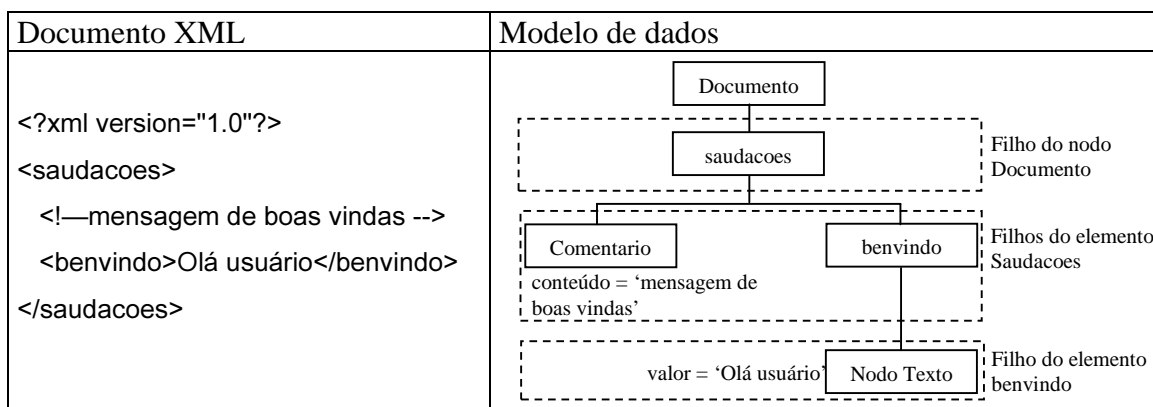 Documento XML
Modelo de dados
<?xml version="1.0"?>
<saudacoes>
<!—mensagem de boas vindas -->
<benvindo>Olá usuário</benvindo>
</saudacoes>
Documento
saudacoes
Filho do nodo
Documento
Comentario
benvindo
Filhos do elemento
Saudacoes
conteúdo = ‘mensagem de
boas vindas’
valor = ‘Olá usuário’
Nodo Texto
Filho do elemento
benvindo